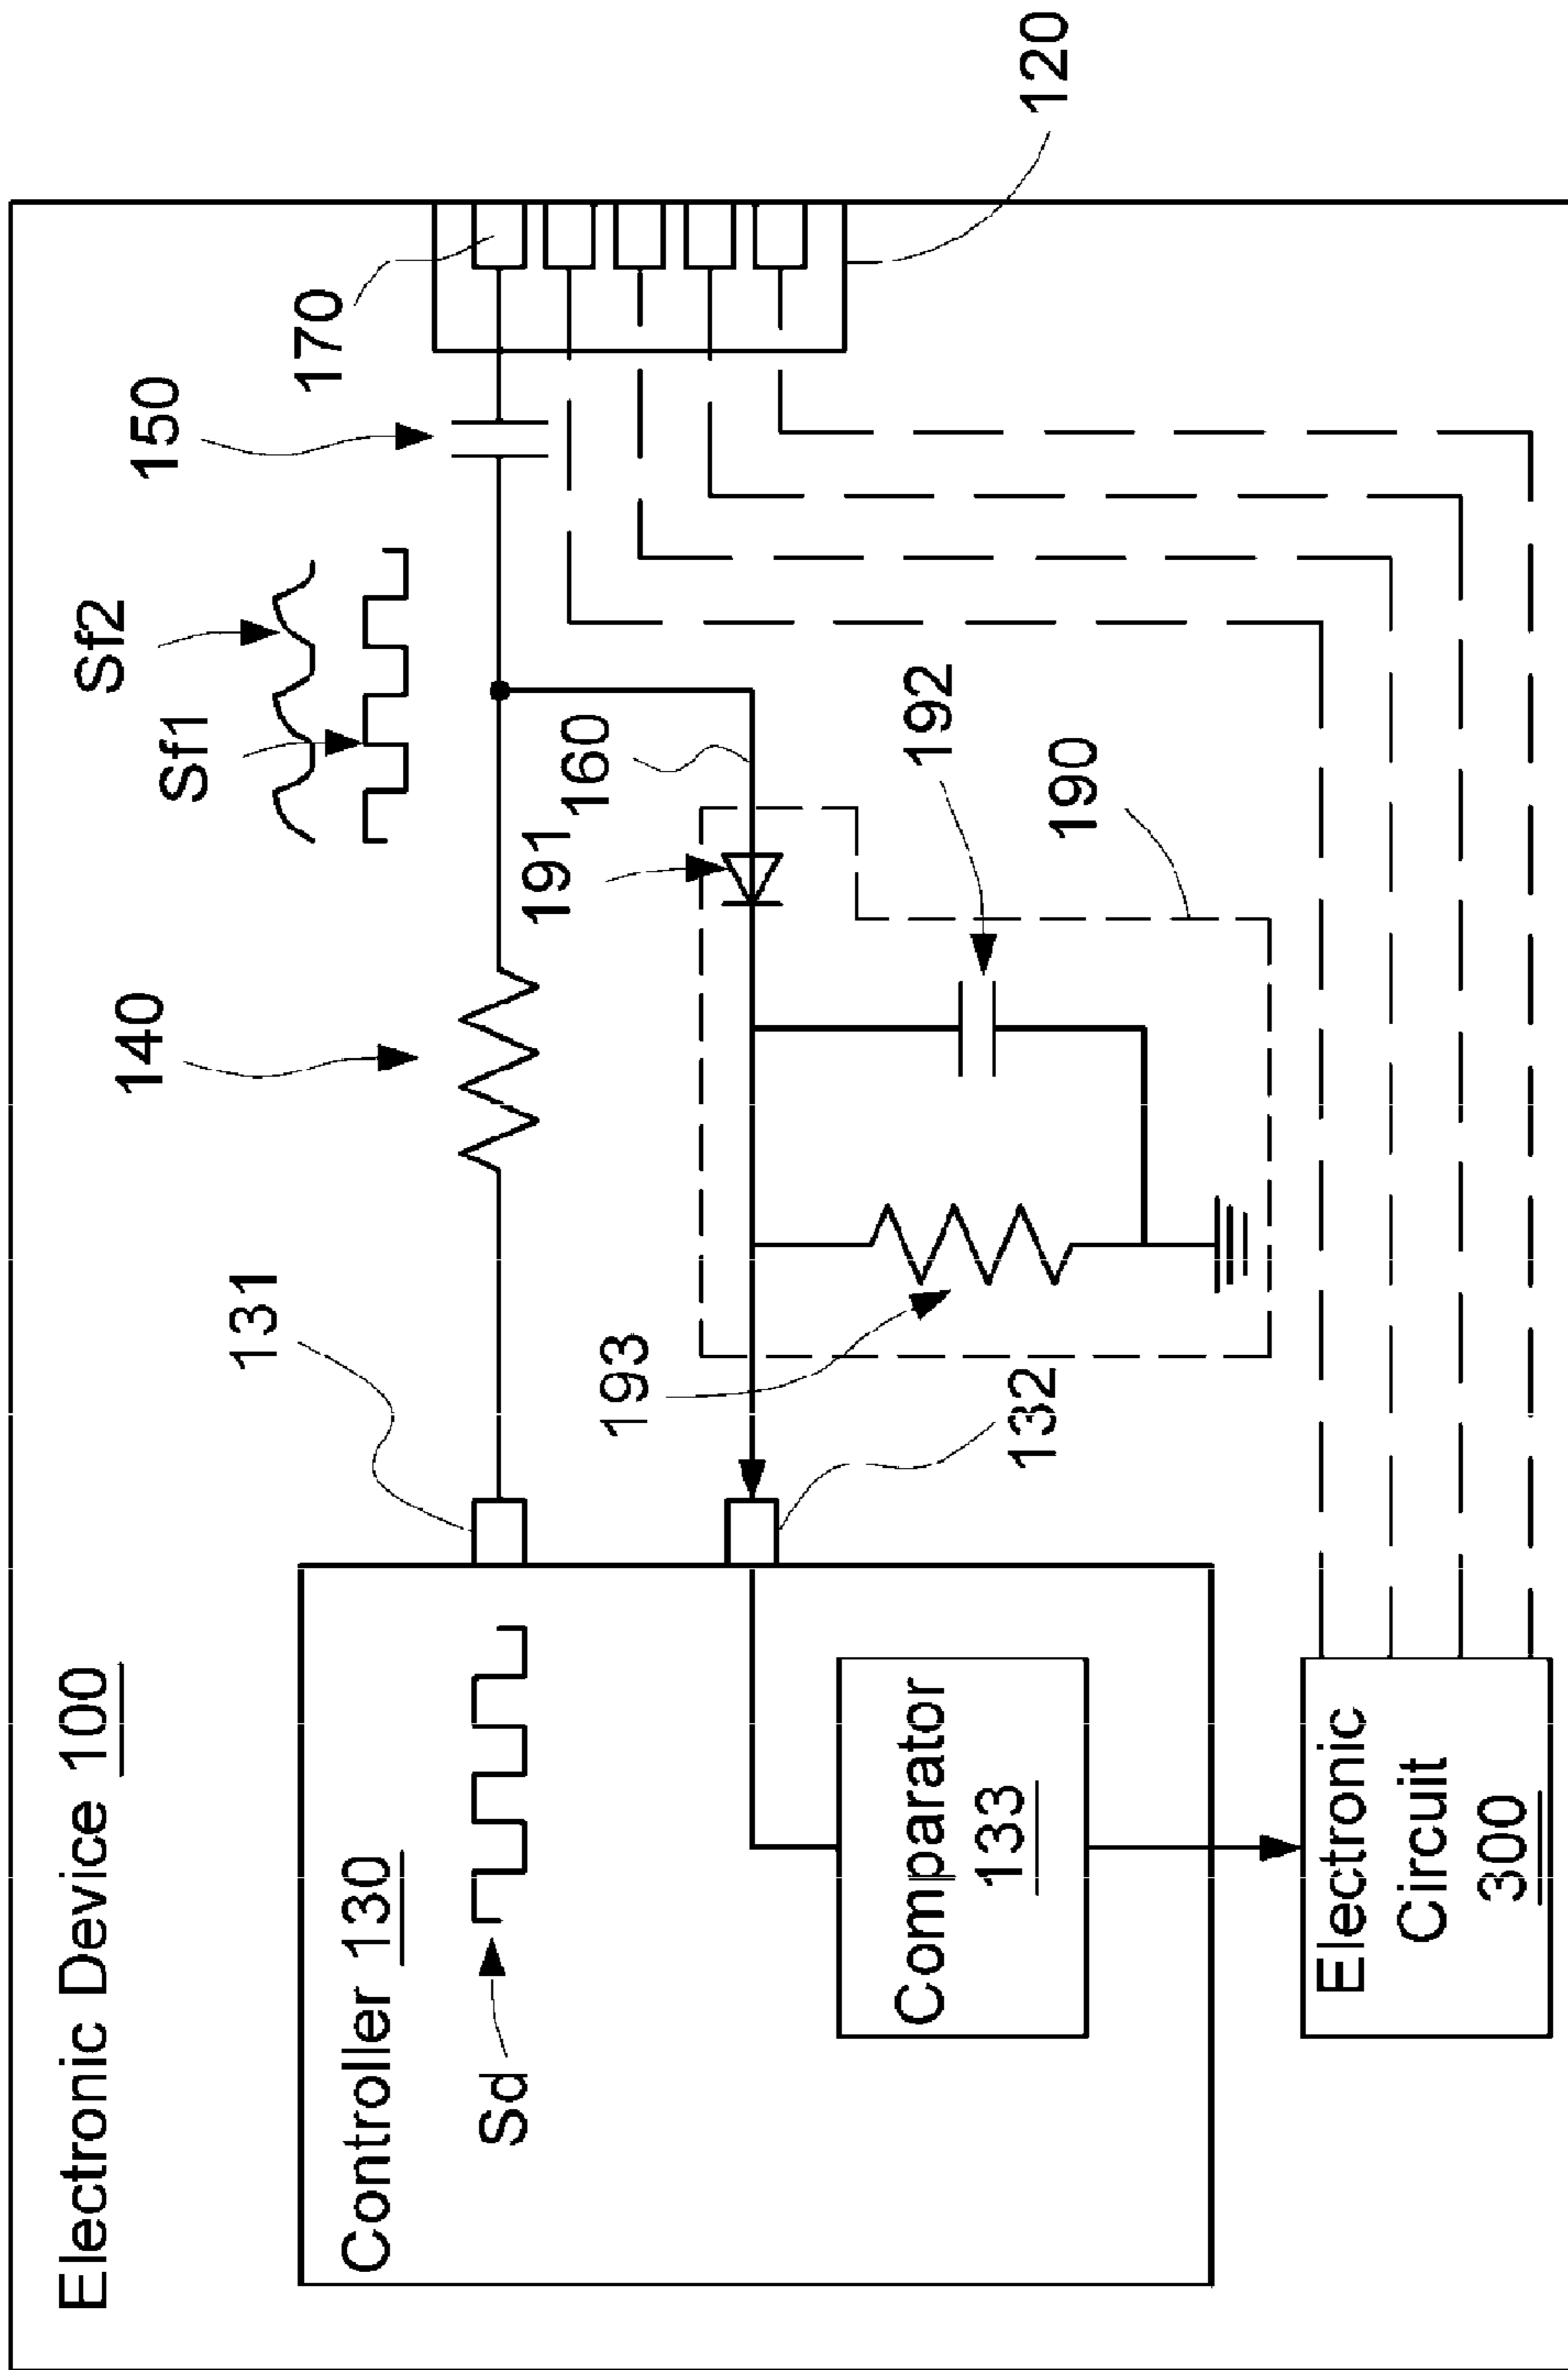 Electronic Device 100
Controller 130
Sd
131
140
Sf1
Sf2
150
170
120
160
191
192
190
193
132
Comparator
133
Electronic
Circuit
300